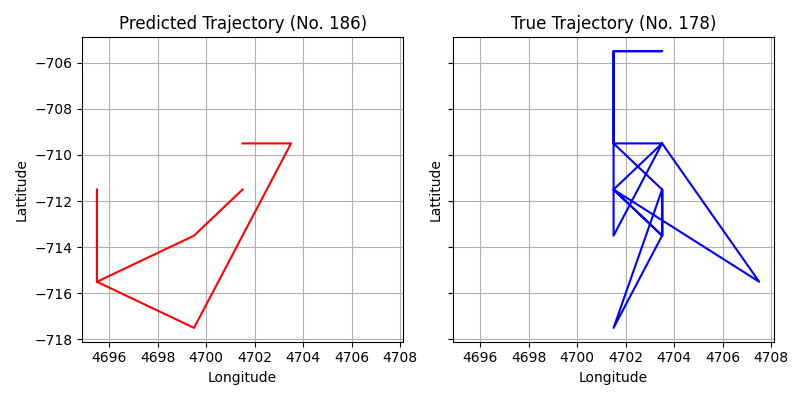 Predicted Trajectory (No. 186)
True Trajectory (No. 178)
Lattitude
−706
−708
−710
−712
−714
−716
−718
4696 4698 4700 4702 4704 4706 4708
Longitude
Lattitude
4696 4698 4700 4702 4704 4706 4708
Longitude